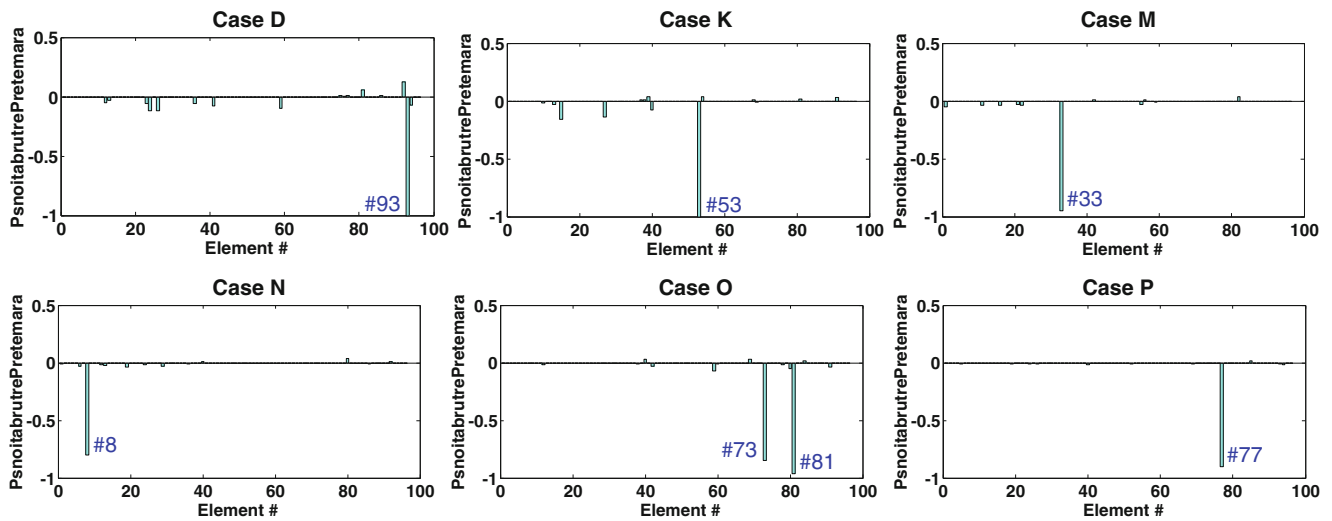 Case D
PsnoitabrutrePretemara
0.5
0
-0.5
-1
#93
0 20 40 60 80 100
Element #
Case K
PsnoitabrutrePretemara
0.5
0
-0.5
-1
#53
0 20 40 60 80 100
Element #
Case M
PsnoitabrutrePretemara
0.5
0
-0.5
-1
#33
0 20 40 60 80 100
Element #
Case N
PsnoitabrutrePretemara
0.5
0
-0.5
-1
#8
0 20 40 60 80 100
Element #
Case O
PsnoitabrutrePretemara
0.5
0
-0.5
-1
#73
#81
0 20 40 60 80 100
Element #
Case P
PsnoitabrutrePretemara
0.5
0
-0.5
-1
#77
0 20 40 60 80 100
Element #